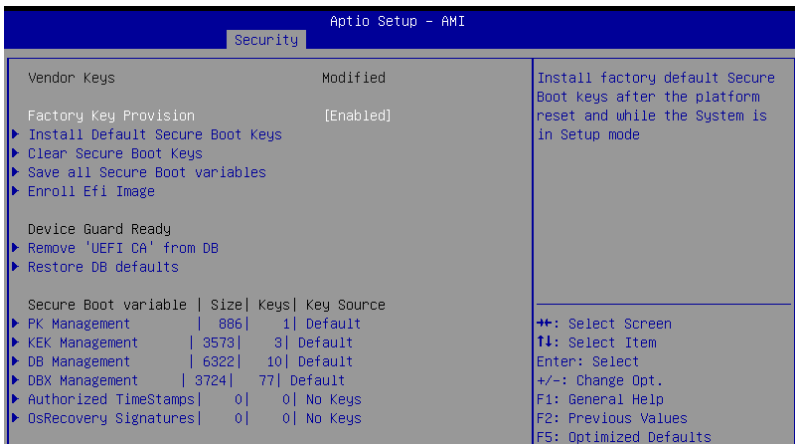 Aptio Setup - AMI
Security
Vendor Keys Modified
Factory Key Provision [Enabled]
Install Default Secure Boot Keys
Clear Secure Boot Keys
Save all Secure Boot variables
Enroll Efi Image
Device Guard Ready
Remove 'UEFI CA' from DB
Restore DB defaults
Secure Boot variable | Size| Keys| Key Source
PK Management | 886| 1| Default
KEK Management | 3573| 3| Default
DB Management | 6322| 10| Default
DBX Management | 3724| 77| Default
Authorized TimeStamps| 0| 0| No Keys
OsRecovery Signatures| 0| 0| No Keys
Install factory default Secure
Boot keys after the platform
reset and while the System is
in Setup mode
→←: Select Screen
↑↓: Select Item
Enter: Select
+/-: Change Opt.
F1: General Help
F2: Previous Values
F5: Optimized Defaults